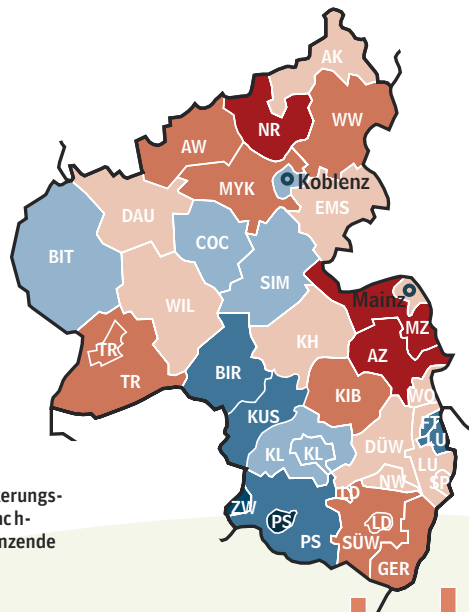 AK
NR
WW
AW
MYK
Koblenz
EMS
DAU
COC
BIT
SIM
WIL
Mainz
MZ
KH
AZ
TR
TR
BIR
KIB
WO
KUS
FT
LU
KL
KL
DÜW
LU
NW
SP
LD
ZW
PS
PS
LD
SÜW
GER
kerungs-
nach-
nzende